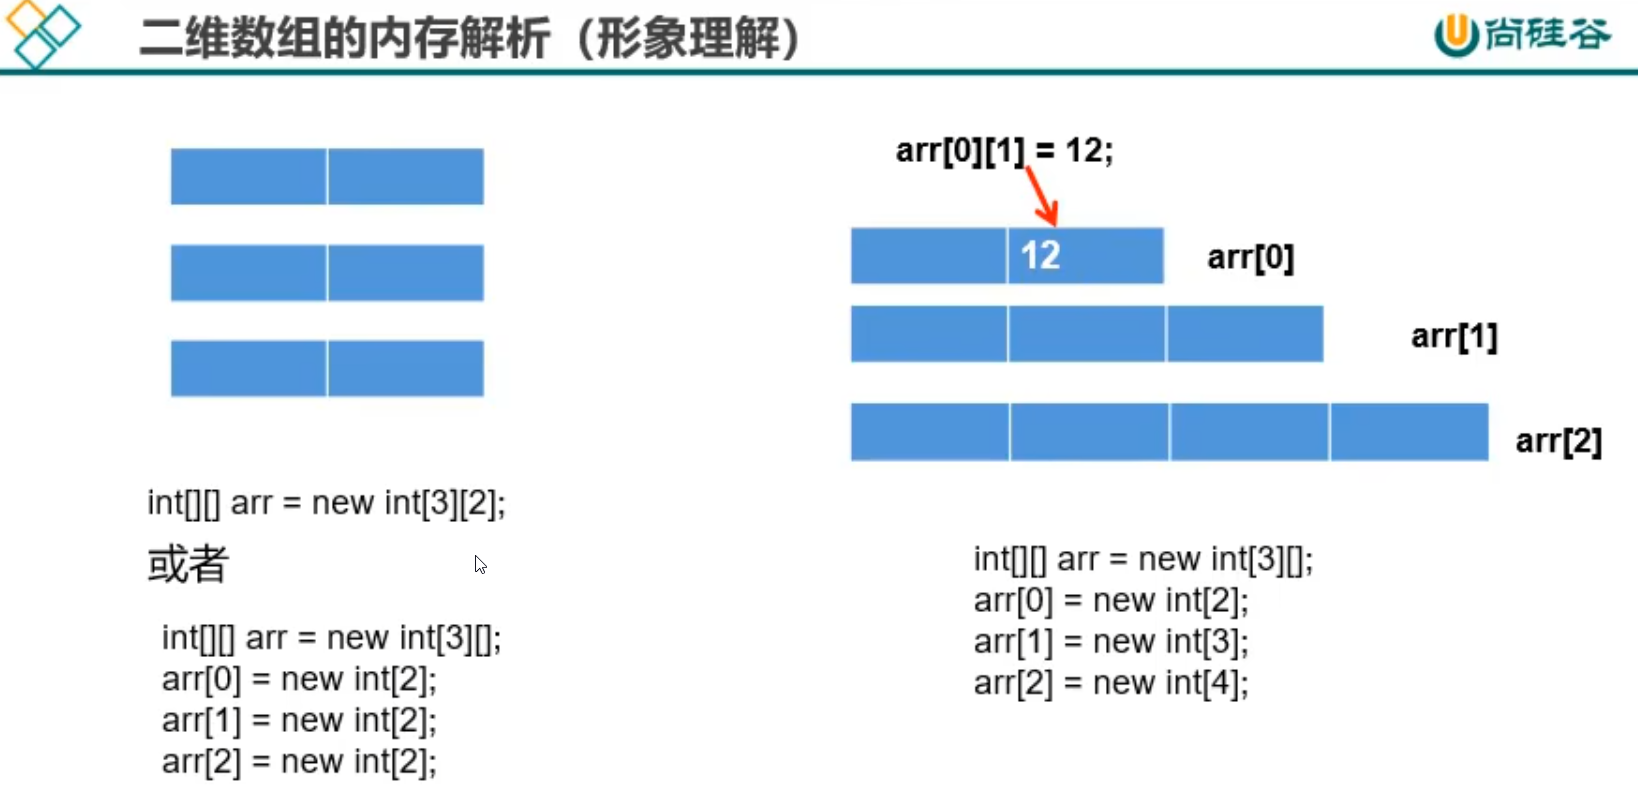 二维数组的内存解析（形象理解）
尚硅谷
int[][] arr = new int[3][2];
或者
int[][] arr = new int[3][];
arr[0] = new int[2];
arr[1] = new int[2];
arr[2] = new int[2];
arr[0][1] = 12;
12
arr[0]
arr[1]
arr[2]
int[][] arr = new int[3][];
arr[0] = new int[2];
arr[1] = new int[3];
arr[2] = new int[4];